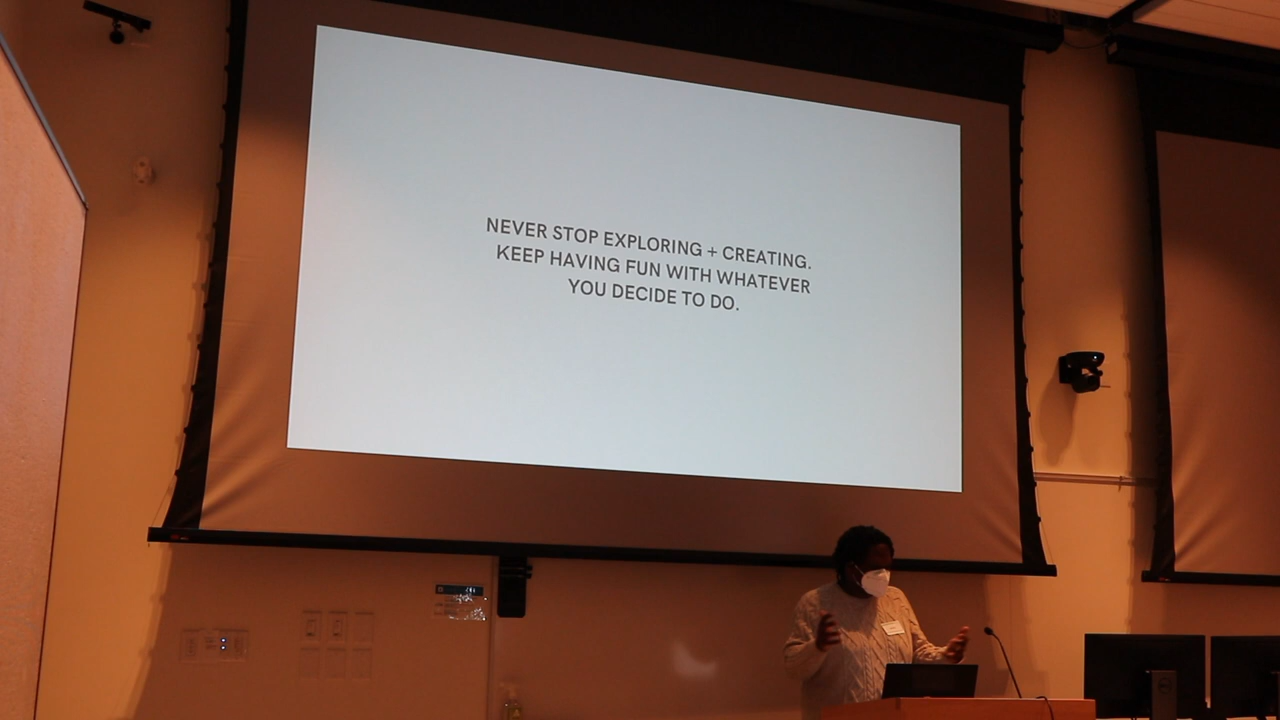 NEVER STOP EXPLORING + CREATING.
KEEP HAVING FUN WITH WHATEVER
YOU DECIDE TO DO.